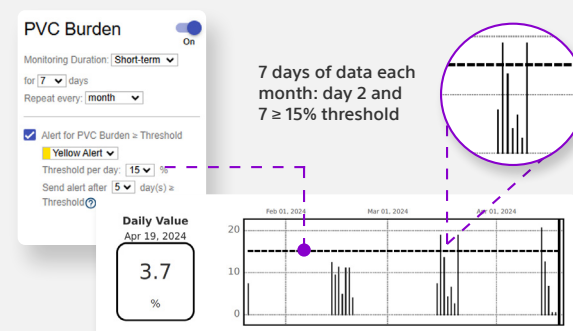 PVC Burden
On
Monitoring Duration: Short-term
for 7 days
Repeat every: month
Alert for PVC Burden ≥ Threshold
Yellow Alert
Threshold per day: 15 %
Send alert after 5 day(s) ≥
Threshold ?
7 days of data each
month: day 2 and
7 ≥ 15% threshold
Daily Value
Apr 19, 2024
3.7
%
Feb 01, 2024 Mar 01, 2024 Apr 01, 2024
20
10
0